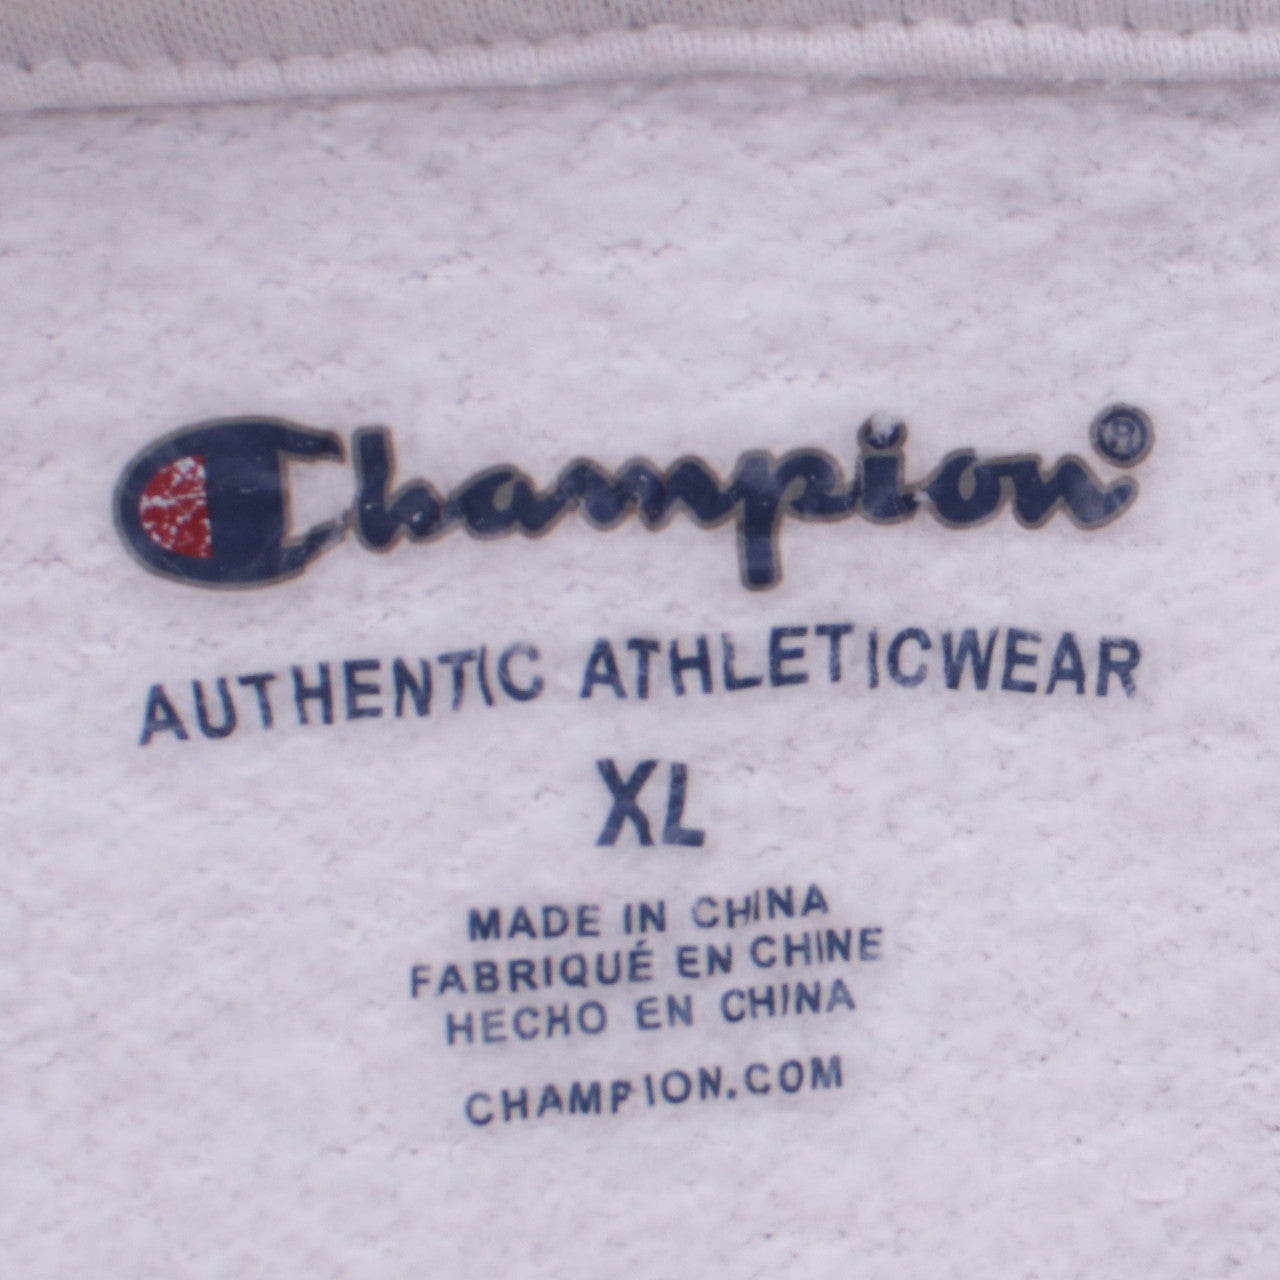 Champion®
AUTHENTIC ATHLETICWEAR
XL
MADE IN CHINA
FABRIQUÉ EN CHINE
HECHO EN CHINA
CHAMPION.COM